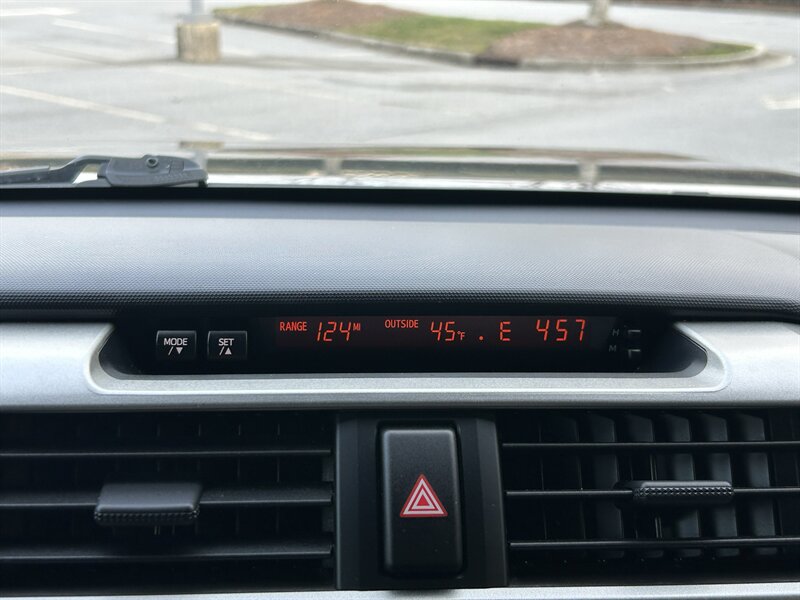 MODE
/▼
SET
/▲
RANGE 124 MI OUTSIDE 45°F . E 457
H
M